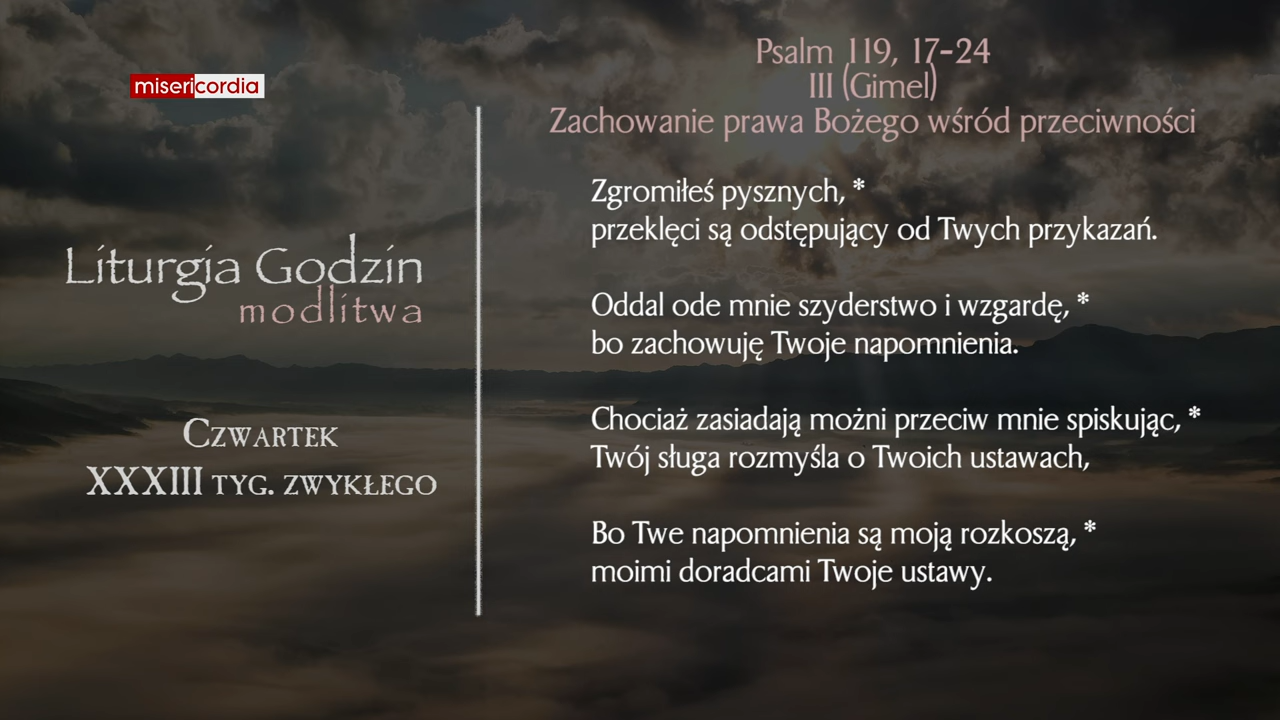 misericordia
Liturgia Godzin
modlitwa
Czwartek
XXXIII tyg. zwykłego
Psalm 119, 17-24
III (Gimel)
Zachowanie prawa Bożego wśród przeciwności
Zgromiłeś pysznych, *
przeklęci są odstępujący od Twych przykazań.
Oddal ode mnie szyderstwo i wzgardę, *
bo zachowuję Twoje napomnienia.
Chociaż zasiadają możni przeciw mnie spiskując, *
Twój sługa rozmyśla o Twoich ustawach,
Bo Twe napomnienia są moją rozkoszą, *
moimi doradcami Twoje ustawy.